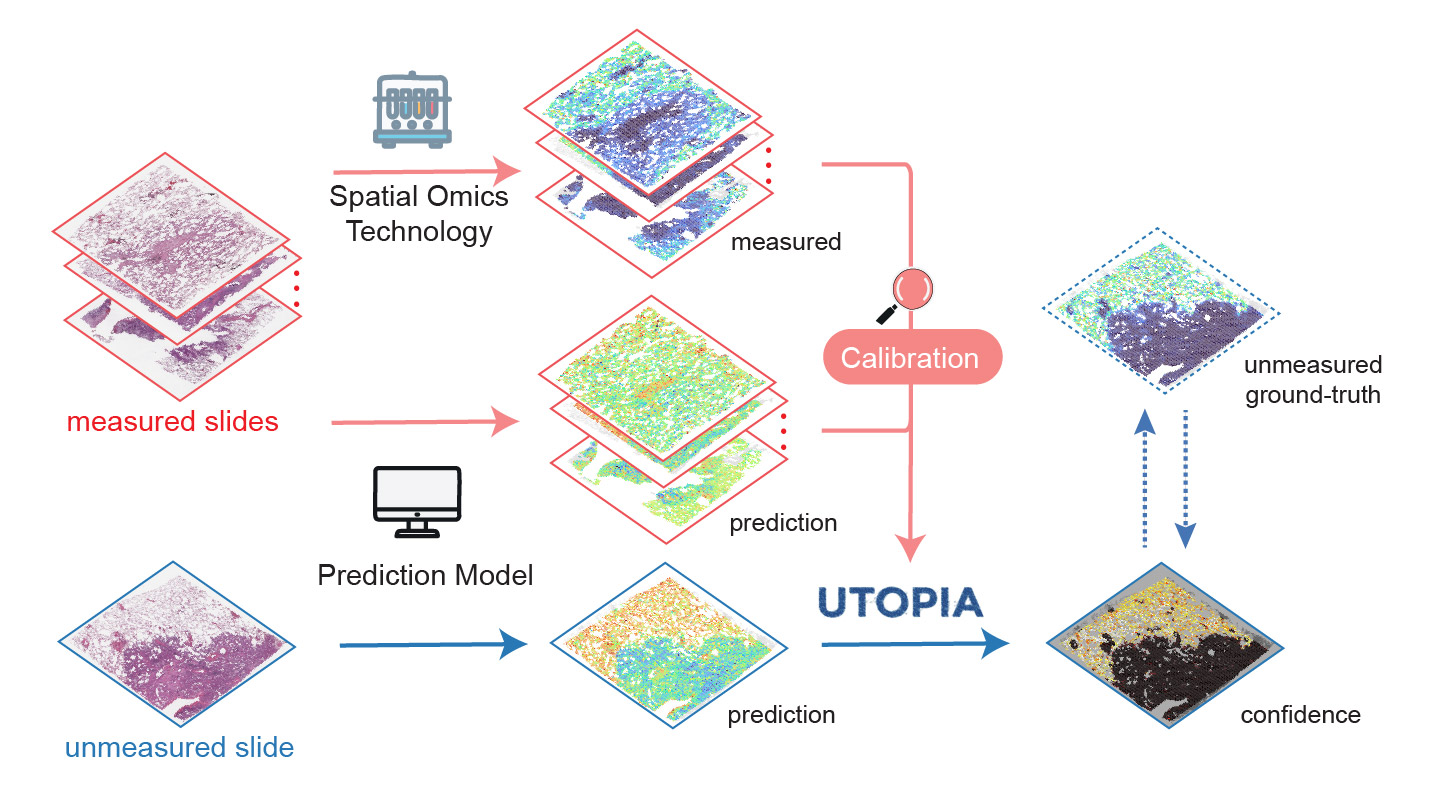 Spatial Omics
Technology
measured
measured slides
Calibration
unmeasured
ground-truth
prediction
Prediction Model
UTOPIA
prediction
confidence
unmeasured slide